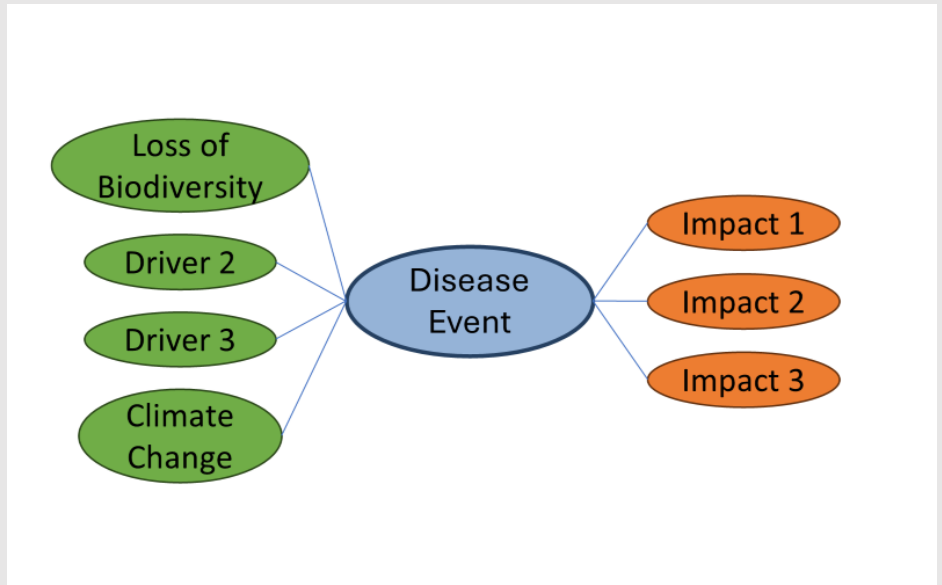 Loss of
Biodiversity
Driver 2
Driver 3
Climate
Change
Disease
Event
Impact 1
Impact 2
Impact 3